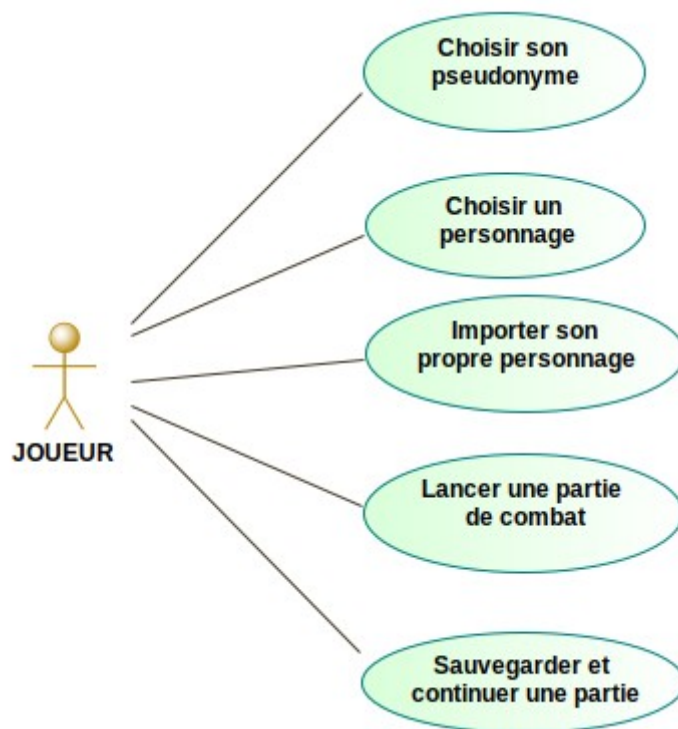 Choisir son
pseudonyme
Choisir un
personnage
Importer son
propre personnage
JOUEUR
Lancer une partie
de combat
Sauvegarder et
continuer une partie